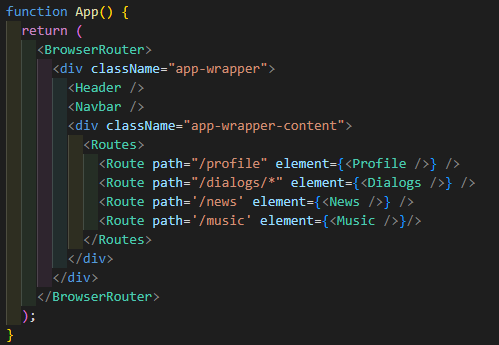 function App() {
  return (
    <BrowserRouter>
      <div className="app-wrapper">
        <Header />
        <Navbar />
        <div className="app-wrapper-content">
          <Routes>
            <Route path="/profile" element={<Profile />} />
            <Route path="/dialogs/*" element={<Dialogs />} />
            <Route path='/news' element={<News />} />
            <Route path='/music' element={<Music />}/>
          </Routes>
        </div>
      </div>
    </BrowserRouter>
  );
}